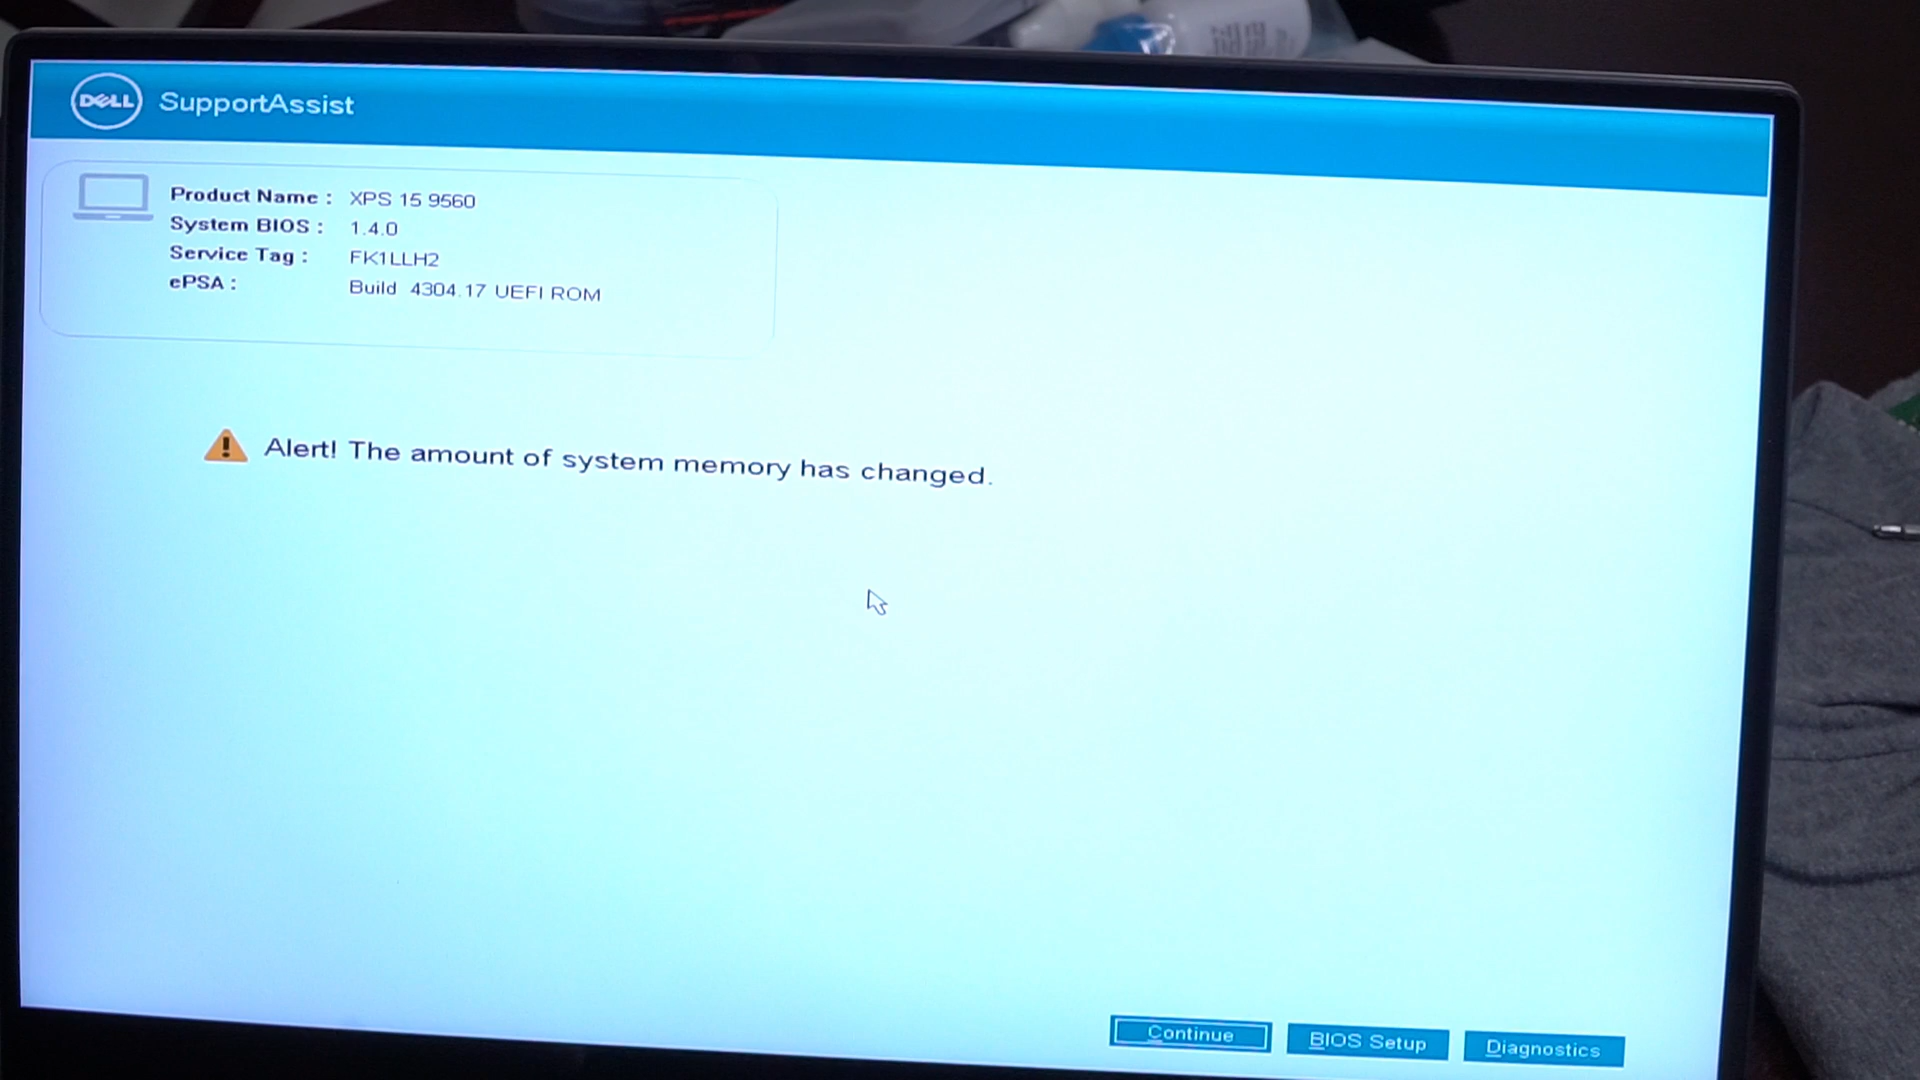 DELL SupportAssist
Product Name : XPS 15 9560
System BIOS : 1.4.0
Service Tag : FK1LLH2
ePSA : Build 4304.17 UEFI ROM
Alert! The amount of system memory has changed.
Continue BIOS Setup Diagnostics